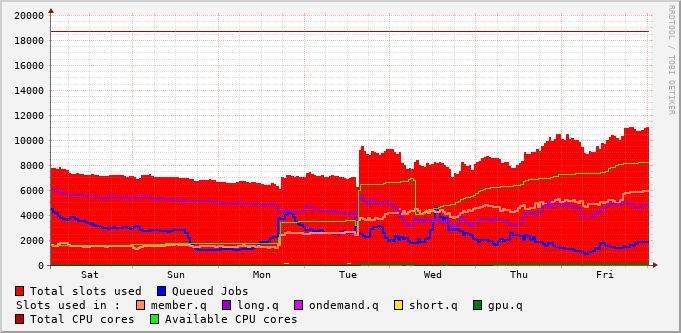 RRDTOOL / TOBI OETIKER
20000
18000
16000
14000
12000
10000
8000
6000
4000
2000
0
Sat Sun Mon Tue Wed Thu Fri
Total slots used Queued Jobs
Slots used in : member.q long.q ondemand.q short.q gpu.q
Total CPU cores Available CPU cores